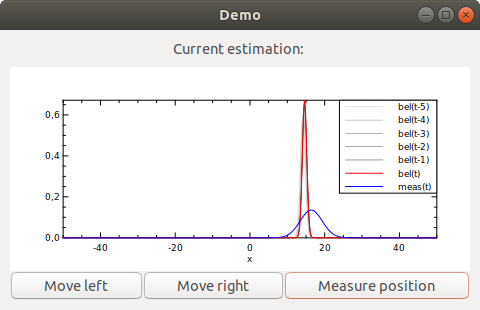 Demo
Current estimation:
0,6
0,4
0,2
0,0
-40 -20 0 20 40
x
bel(t-5)
bel(t-4)
bel(t-3)
bel(t-2)
bel(t-1)
bel(t)
meas(t)
Move left Move right Measure position